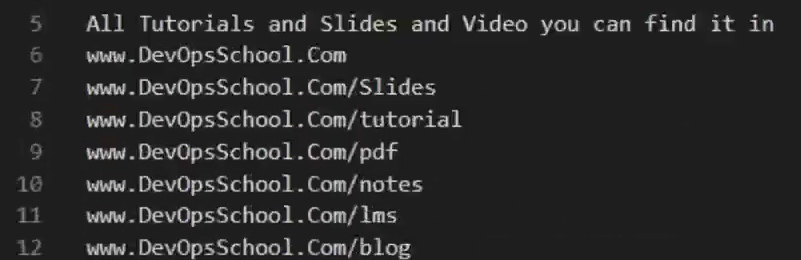 5 All Tutorials and Slides and Video you can find it in
6 www.DevOpsSchool.Com
7 www.DevOpsSchool.Com/Slides
8 www.DevOpsSchool.Com/tutorial
9 www.DevOpsSchool.Com/pdf
10 www.DevOpsSchool.Com/notes
11 www.DevOpsSchool.Com/lms
12 www.DevOpsSchool.Com/blog